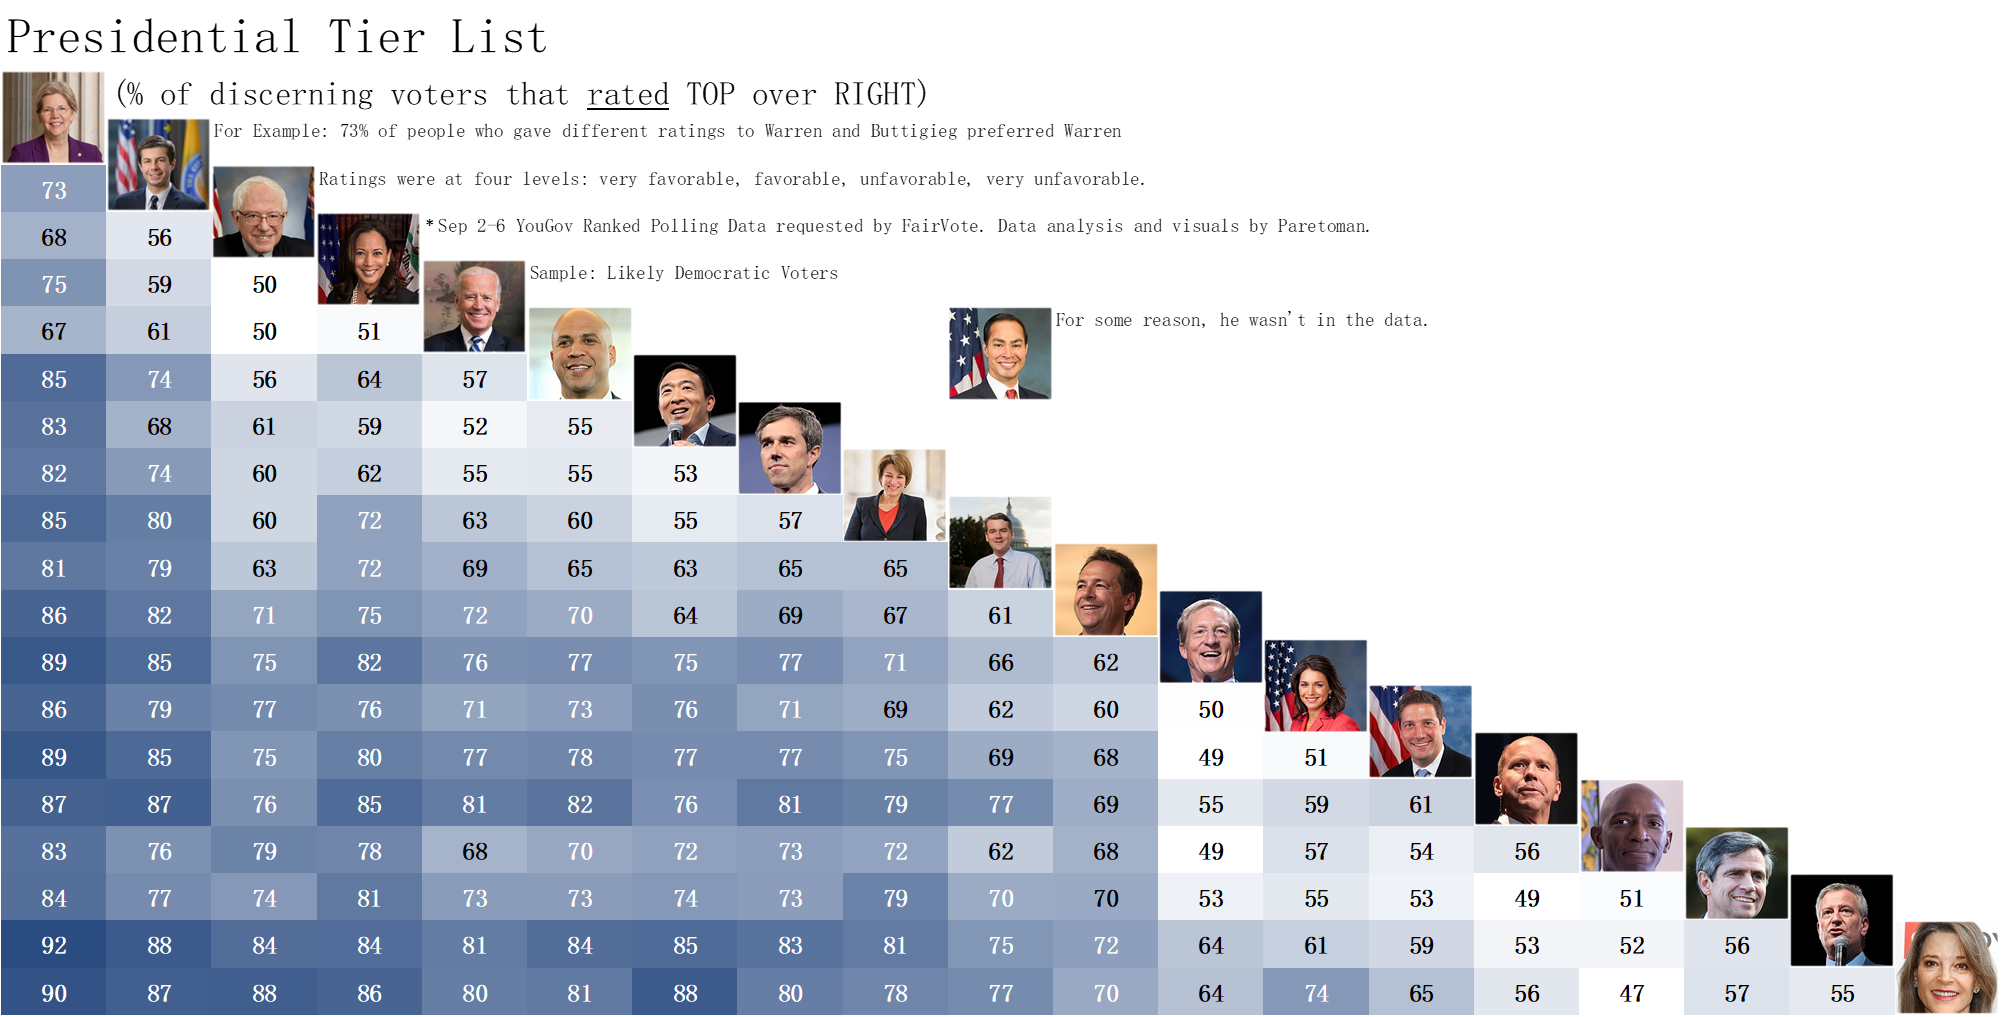 Presidential Tier List
(% of discerning voters that rated TOP over RIGHT)
For Example: 73% of people who gave different ratings to Warren and Buttigieg preferred Warren
73
Ratings were at four levels: very favorable, favorable, unfavorable, very unfavorable.
68 56
*Sep 2-6 YouGov Ranked Polling Data requested by FairVote. Data analysis and visuals by Paretoman.
75 59 50
Sample: Likely Democratic Voters
67 61 50 51
For some reason, he wasn't in the data.
85 74 56 64 57
83 68 61 59 52 55
82 74 60 62 55 55 53
85 80 60 72 63 60 55 57
81 79 63 72 69 65 63 65 65
86 82 71 75 72 70 64 69 67 61
89 85 75 82 76 77 75 77 71 66 62
86 79 77 76 71 73 76 71 69 62 60 50
89 85 75 80 77 78 77 77 75 69 68 49 51
87 87 76 85 81 82 76 81 79 77 69 55 59 61
83 76 79 78 68 70 72 73 72 62 68 49 57 54 56
84 77 74 81 73 73 74 73 79 70 70 53 55 53 49 51
92 88 84 84 81 84 85 83 81 75 72 64 61 59 53 52 56
90 87 88 86 80 81 88 80 78 77 70 64 74 65 56 47 57 55